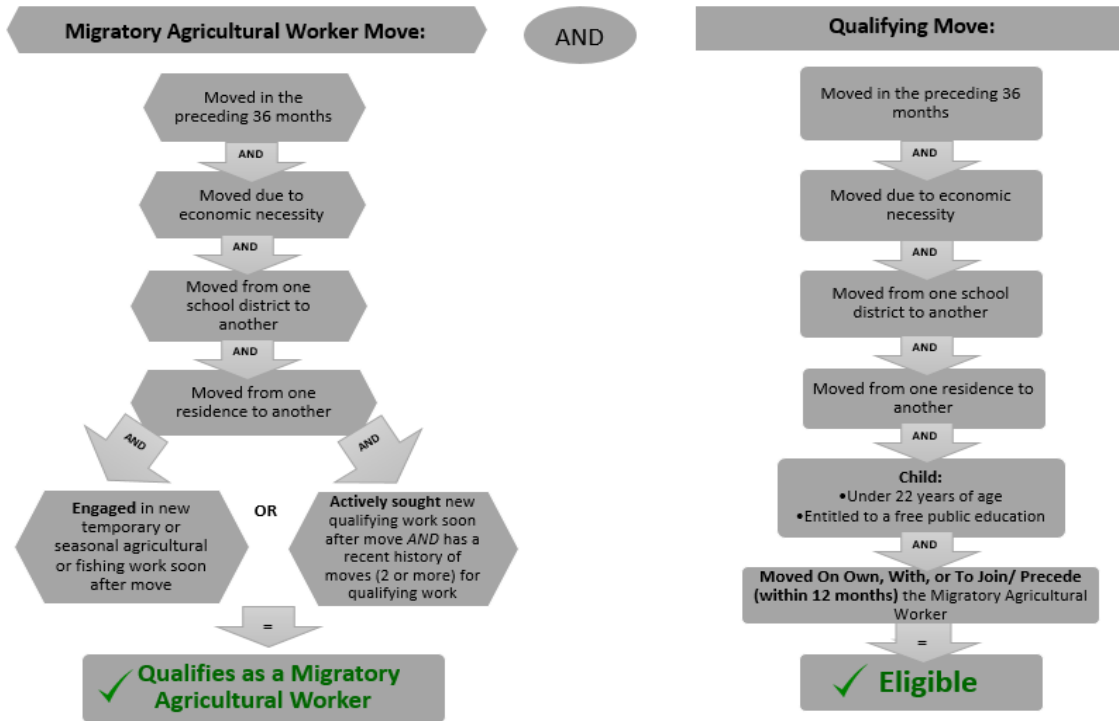 Migratory Agricultural Worker Move:
Moved in the
preceding 36 months
AND
Moved due to
economic necessity
AND
Moved from one
school district to
another
AND
Moved from one
residence to another
AND
AND
Engaged in new
temporary or
seasonal agricultural
or fishing work soon
after move
OR
Actively sought new
qualifying work soon
after move AND has a
recent history of
moves (2 or more) for
qualifying work
=
✓ Qualifies as a Migratory
Agricultural Worker
AND
Qualifying Move:
Moved in the preceding 36
months
AND
Moved due to economic
necessity
AND
Moved from one school
district to another
AND
Moved from one residence to
another
AND
Child:
•Under 22 years of age
•Entitled to a free public education
AND
Moved On Own, With, or To Join/ Precede
(within 12 months) the Migratory Agricultural
Worker
=
✓ Eligible